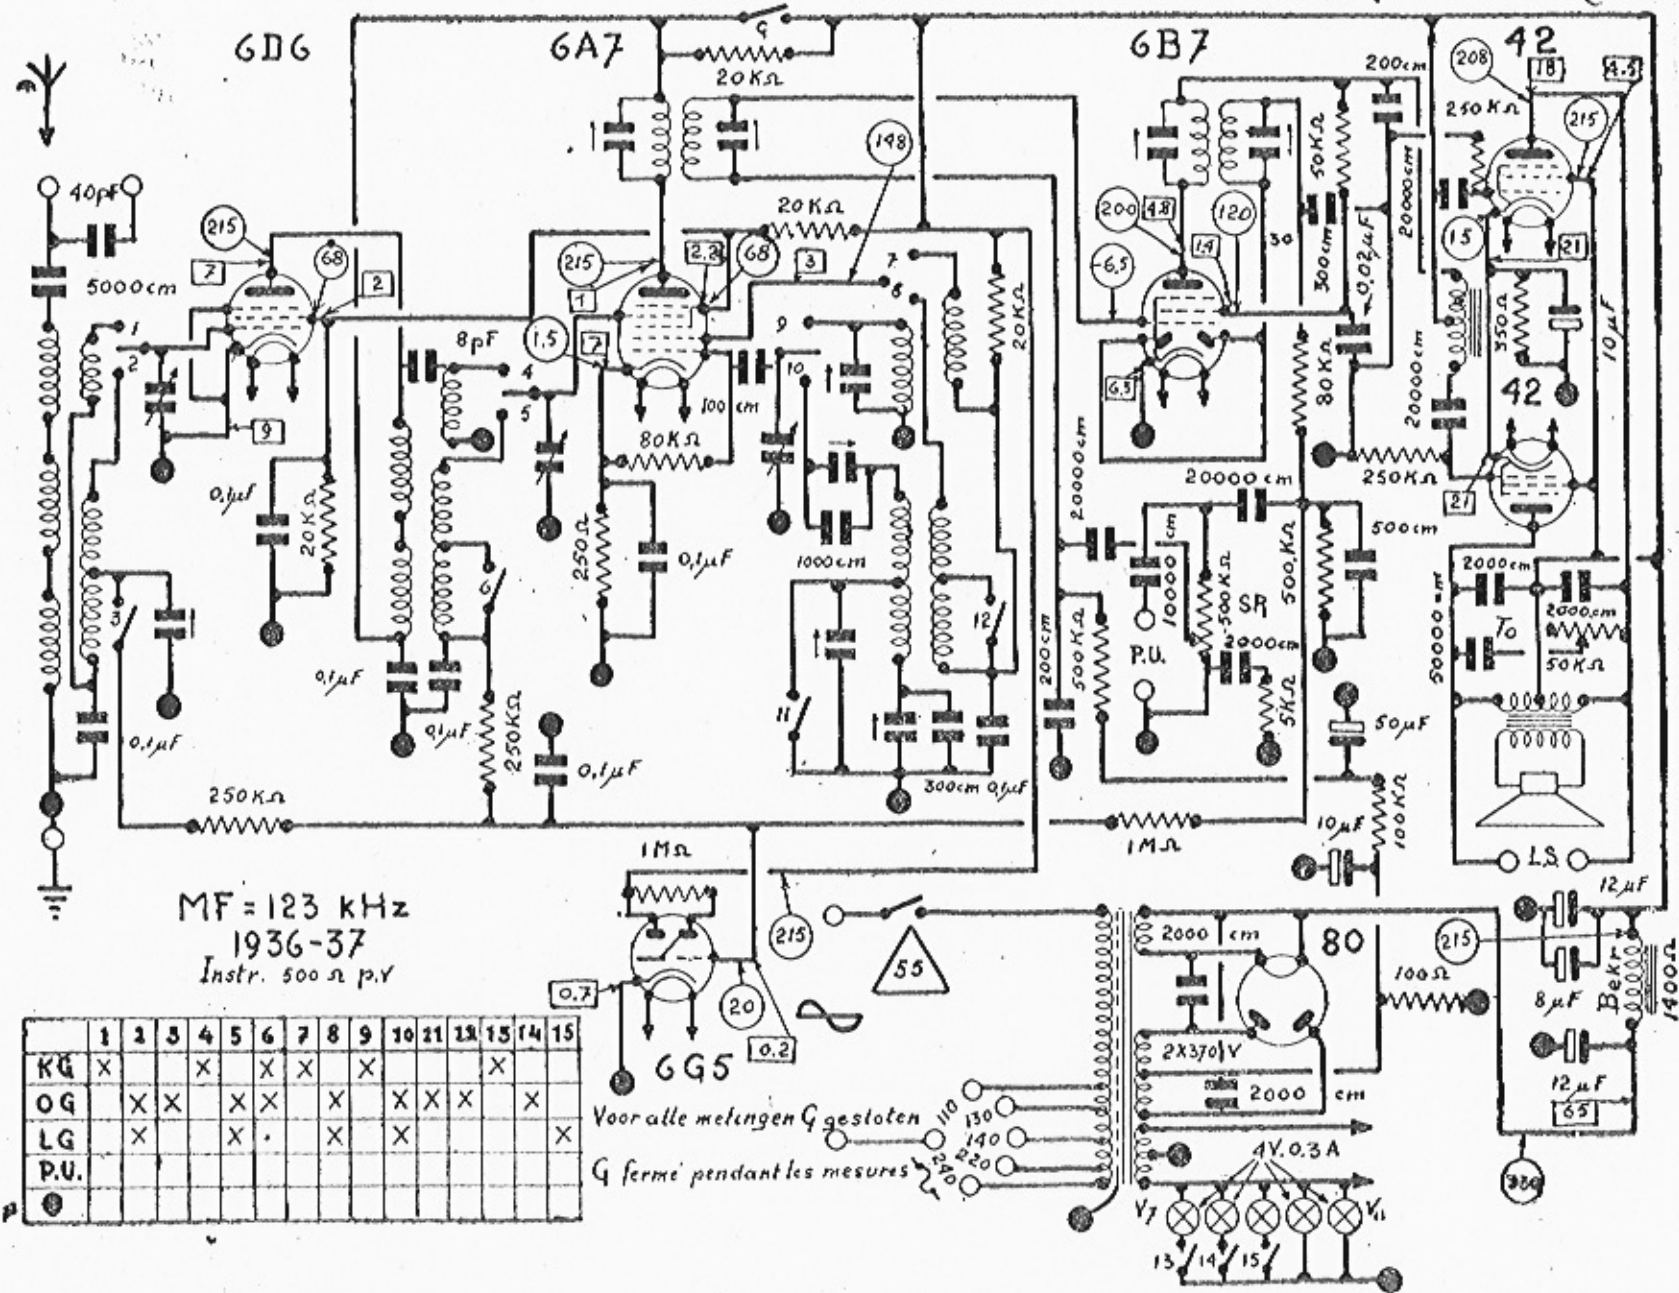 6D6
6A7
6B7
42
G
20KΩ
200cm
208
18
4.5
250KΩ
215
40pF
5000cm
215
7
68
2
148
20KΩ
215
1
2.2
68
3
7
8
200
4.8
-6.5
1.4
120
30
50KΩ
300cm
0,02µF
20000cm
15
21
350Ω
10µF
1
2
8pF
4
5
1,5
7
9
10
100cm
20KΩ
6.3
80KΩ
20000cm
42
9
80KΩ
250KΩ
21
0,1µF
20KΩ
250Ω
0,1µF
1000cm
20000cm
20000cm
10000cm
500KΩ
500KΩ
500cm
SR
P.U.
5KΩ
2000cm
2000cm
To
50KΩ
50000cm
3
6
12
11
200cm
500KΩ
0,1µF
0,1µF
0,1µF
250KΩ
0,1µF
300cm 0,1µF
50µF
100KΩ
250KΩ
1MΩ
1MΩ
10µF
L.S.
12µF
MF = 123 kHz
1936-37
Instr. 500 Ω p.V
215
55
2000 cm
80
215
100Ω
8µF
Bekr
1400Ω
0.7
20
0.2
6G5
2X370V
2000 cm
12µF
65
1 2 3 4 5 6 7 8 9 10 11 12 13 14 15
KG X X X X X X
OG X X X X X X X X X
LG X X X X X
P.U.
Voor alle metingen G gesloten
G fermé pendant les mesures
110
130
140
220
240
4V. 0.3 A
330
V7
13
14
15